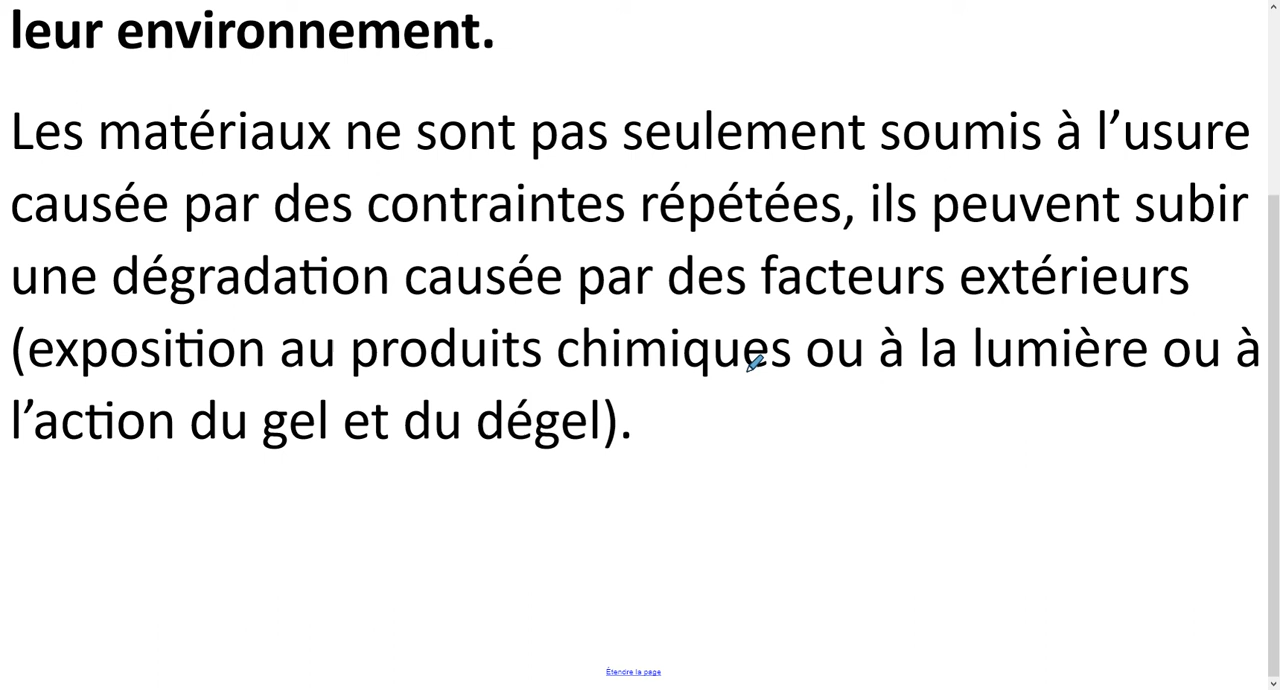 leur environnement.
Les matériaux ne sont pas seulement soumis à l’usure
causée par des contraintes répétées, ils peuvent subir
une dégradation causée par des facteurs extérieurs
(exposition au produits chimiques ou à la lumière ou à
l’action du gel et du dégel).
Étendre la page